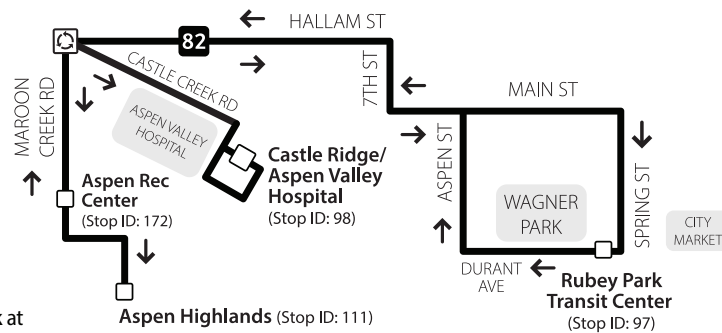 HALLAM ST
82
CASTLE CREEK RD
MAROON
CREEK RD
7TH ST
MAIN ST
ASPEN VALLEY
HOSPITAL
Castle Ridge/
Aspen Valley
Hospital
(Stop ID: 98)
ASPEN ST
SPRING ST
WAGNER
PARK
CITY
MARKET
Aspen Rec
Center
(Stop ID: 172)
DURANT
AVE
Rubey Park
Transit Center
(Stop ID: 97)
Aspen Highlands (Stop ID: 111)
k at